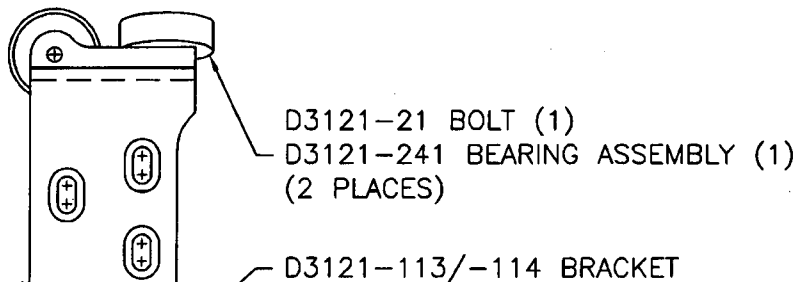 D3121-21 BOLT (1)
D3121-241 BEARING ASSEMBLY (1)
(2 PLACES)
D3121-113/-114 BRACKET